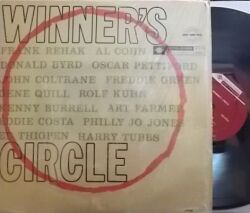 WINNER'S
FRANK REHAK AL COHN
DONALD BYRD OSCAR PETTIFORD
JOHN COLTRANE FREDDIE GREEN
GENE QUILL ROLF KUHN
KENNY BURRELL ART FARMER
EDDIE COSTA PHILLY JO JONES
ED THIGPEN HARRY TUBBS
CIRCLE